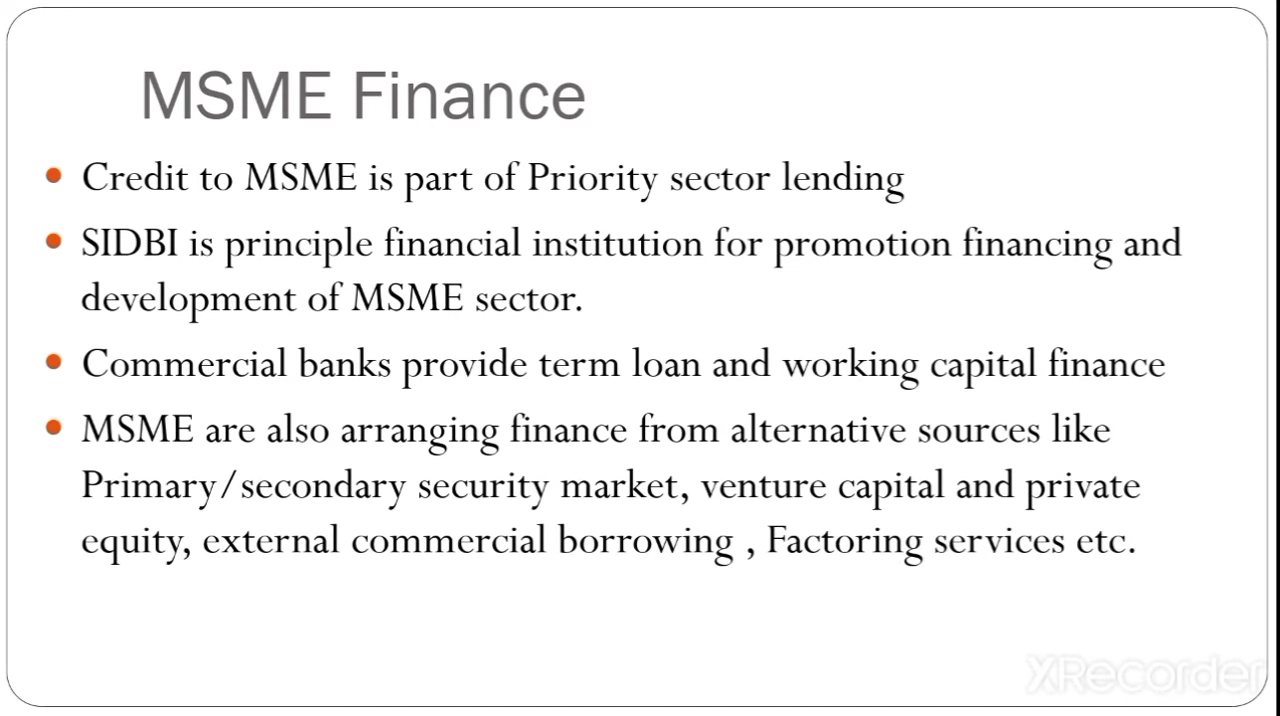 MSME Finance
Credit to MSME is part of Priority sector lending
SIDBI is principle financial institution for promotion financing and
development of MSME sector.
Commercial banks provide term loan and working capital finance
MSME are also arranging finance from alternative sources like
Primary/secondary security market, venture capital and private
equity, external commercial borrowing , Factoring services etc.
XRecorder